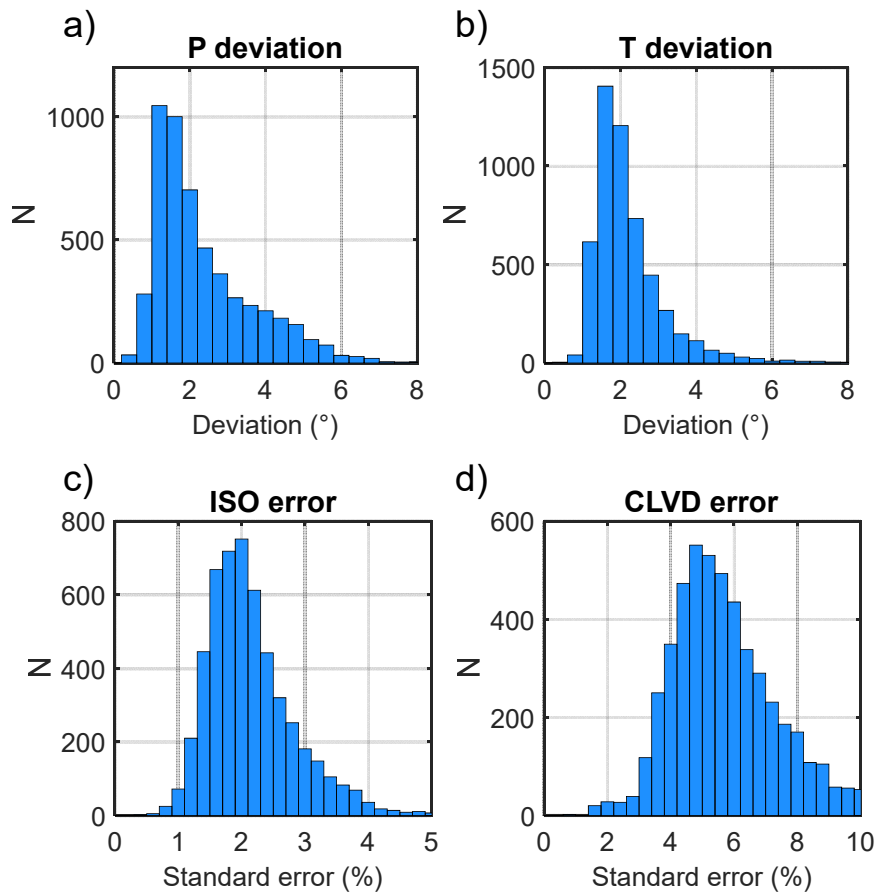 a)
P deviation
N
1000
500
0
0 2 4 6 8
Deviation (°)
b)
T deviation
N
1500
1000
500
0
0 2 4 6 8
Deviation (°)
c)
ISO error
N
800
600
400
200
0
0 1 2 3 4 5
Standard error (%)
d)
CLVD error
N
600
400
200
0
0 2 4 6 8 10
Standard error (%)